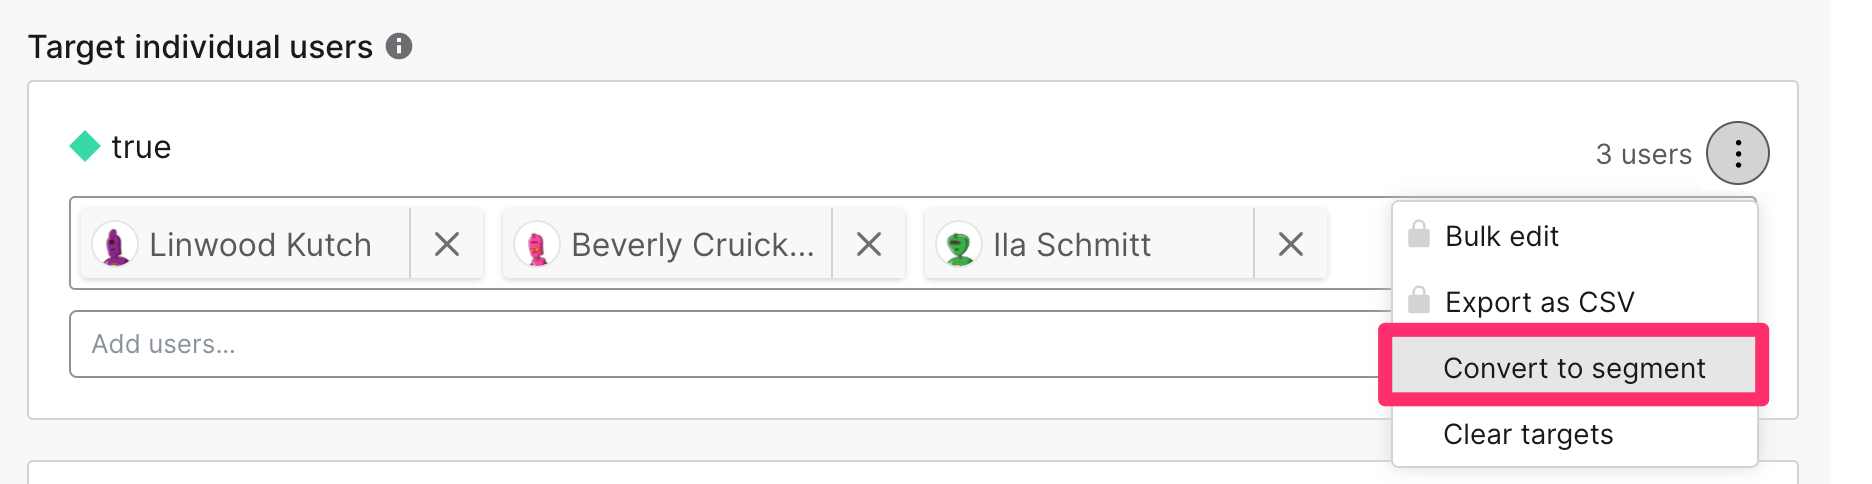 Target individual users
true
3 users
Linwood Kutch
Beverly Cruick...
Ila Schmitt
Add users...
Bulk edit
Export as CSV
Convert to segment
Clear targets